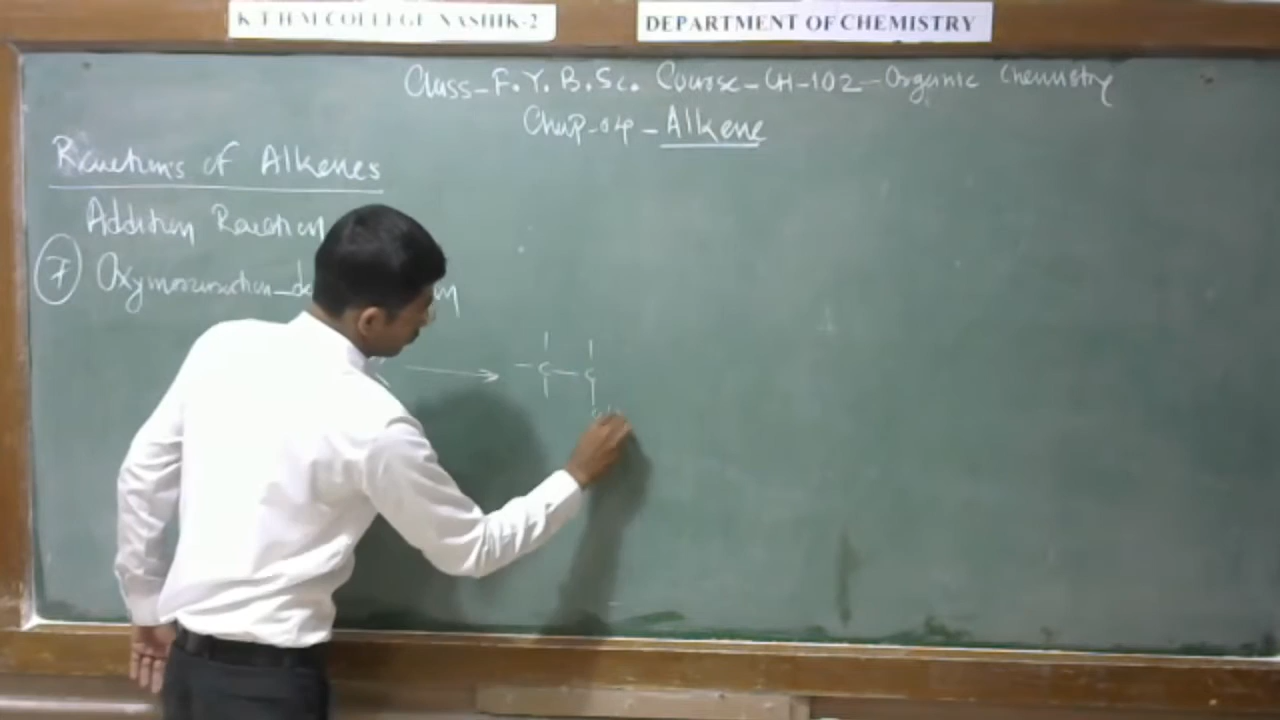 K.T.H.M COLLEGE NASHIK-2
DEPARTMENT OF CHEMISTRY
Class-F.Y.B.Sc. Course-CH-102-Organic Chemistry
Chap-04-Alkene
Reactions of Alkenes
Addition Reaction
7 Oxymercuration-de
C C